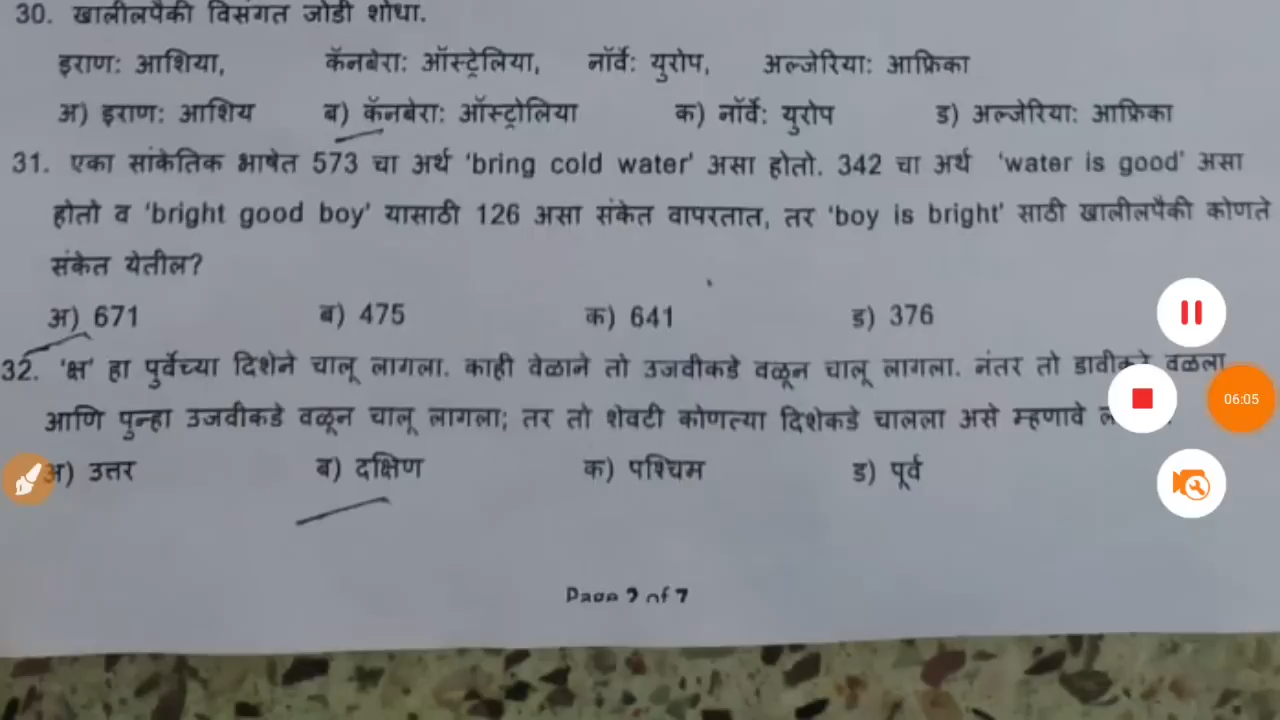 30. खालीलपैकी विसंगत जोडी शोधा.
इराण: आशिया, कॅनबेरा: ऑस्ट्रेलिया, नॉर्वे: युरोप, अल्जेरिया: आफ्रिका
अ) इराण: आशिय ब) कॅनबेरा: ऑस्ट्रोलिया क) नॉर्वे: युरोप ड) अल्जेरिया: आफ्रिका
31. एका सांकेतिक भाषेत 573 चा अर्थ ‘bring cold water’ असा होतो. 342 चा अर्थ ‘water is good’ असा
होतो व ‘bright good boy’ यासाठी 126 असा संकेत वापरतात, तर ‘boy is bright’ साठी खालीलपैकी कोणते
संकेत येतील?
अ) 671 ब) 475 क) 641 ड) 376
32. ‘क्ष’ हा पुर्वेच्या दिशेने चालू लागला. काही वेळाने तो उजवीकडे वळून चालू लागला. नंतर तो डावीकडे वळला
आणि पुन्हा उजवीकडे वळून चालू लागला; तर तो शेवटी कोणत्या दिशेकडे चालला असे म्हणावे
अ) उत्तर ब) दक्षिण क) पश्चिम ड) पूर्व
Page 2 of 7
06:05